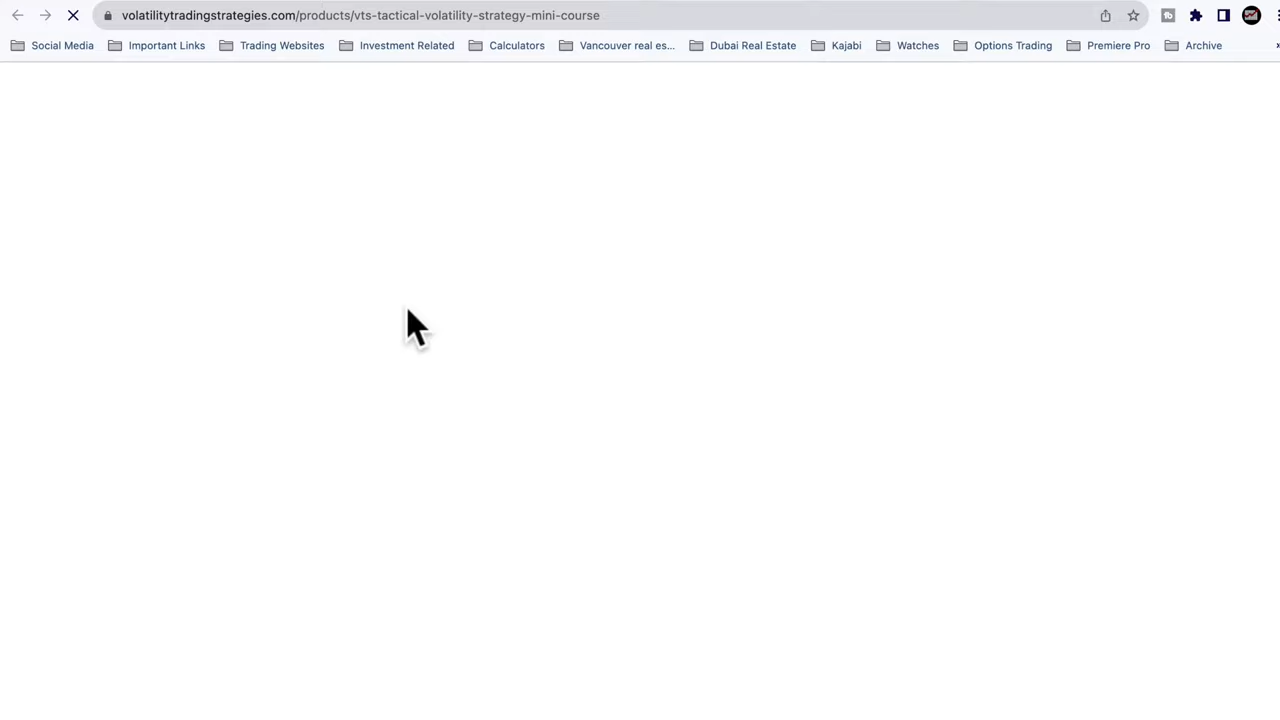 volatilitytradingstrategies.com/products/vts-tactical-volatility-strategy-mini-course
Social Media Important Links Trading Websites Investment Related Calculators Vancouver real es... Dubai Real Estate Kajabi Watches Options Trading Premiere Pro Archive »